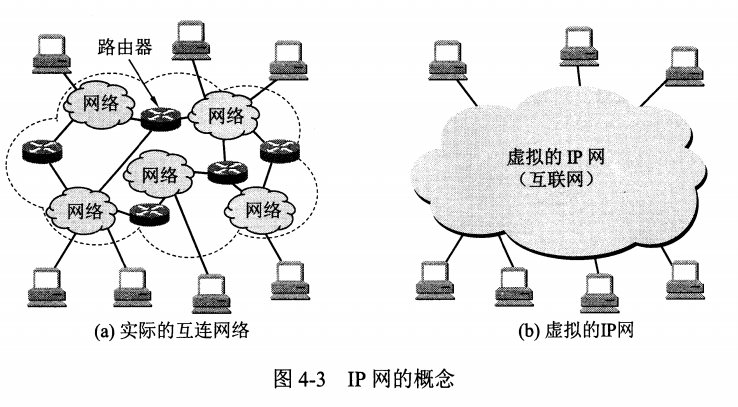 路由器
网络
网络
网络
网络
网络
(a) 实际的互连网络
虚拟的 IP 网
（互联网）
(b) 虚拟的IP网
图 4-3 IP 网的概念